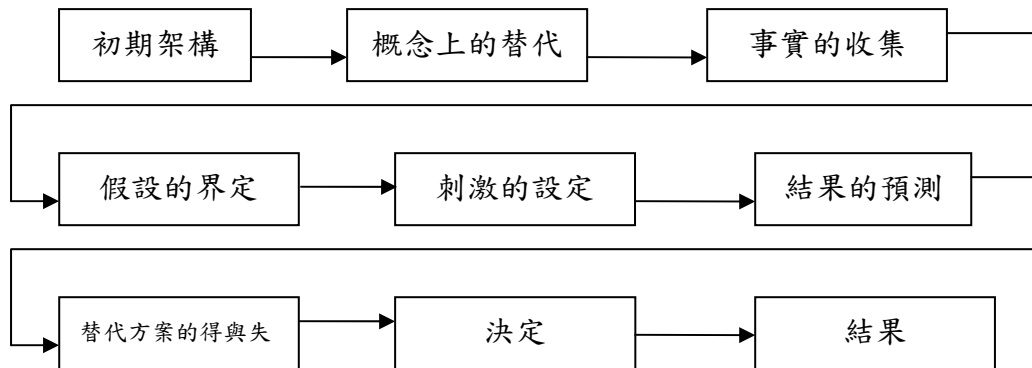 初期架構
概念上的替代
事實的收集
假設的界定
刺激的設定
結果的預測
替代方案的得與失
決定
結果